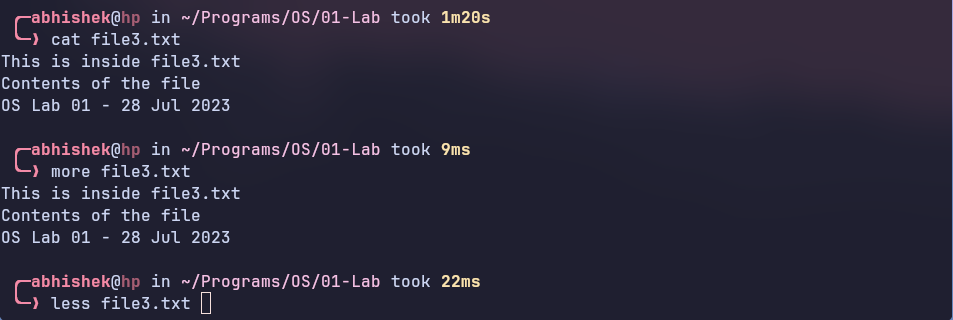 abhishek@hp in ~/Programs/OS/01-Lab took 1m20s
❯ cat file3.txt
This is inside file3.txt
Contents of the file
OS Lab 01 - 28 Jul 2023
abhishek@hp in ~/Programs/OS/01-Lab took 9ms
❯ more file3.txt
This is inside file3.txt
Contents of the file
OS Lab 01 - 28 Jul 2023
abhishek@hp in ~/Programs/OS/01-Lab took 22ms
❯ less file3.txt